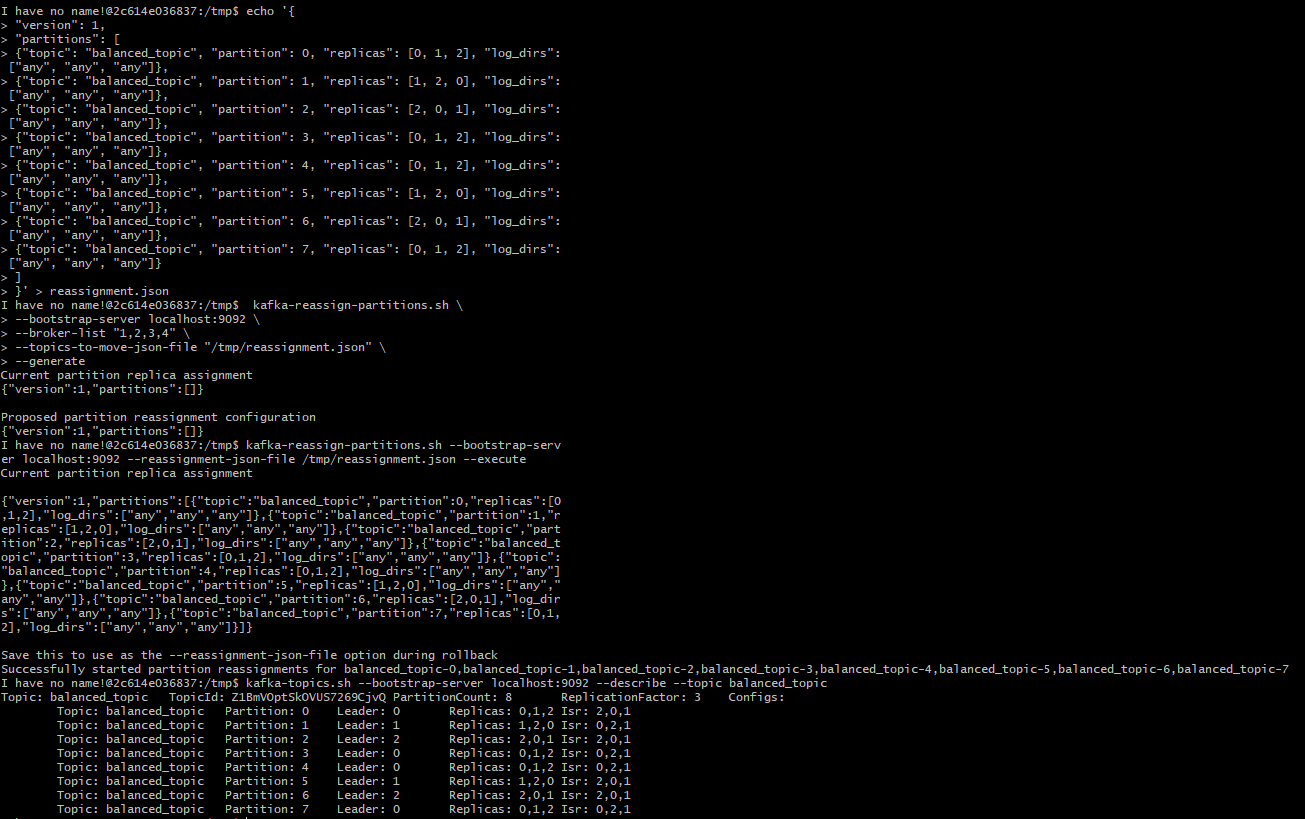 I have no name!@2c614e036837:/tmp$ echo '{
> "version": 1,
> "partitions": [
> {"topic": "balanced_topic", "partition": 0, "replicas": [0, 1, 2], "log_dirs":
 ["any", "any", "any"]},
> {"topic": "balanced_topic", "partition": 1, "replicas": [1, 2, 0], "log_dirs":
 ["any", "any", "any"]},
> {"topic": "balanced_topic", "partition": 2, "replicas": [2, 0, 1], "log_dirs":
 ["any", "any", "any"]},
> {"topic": "balanced_topic", "partition": 3, "replicas": [0, 1, 2], "log_dirs":
 ["any", "any", "any"]},
> {"topic": "balanced_topic", "partition": 4, "replicas": [0, 1, 2], "log_dirs":
 ["any", "any", "any"]},
> {"topic": "balanced_topic", "partition": 5, "replicas": [1, 2, 0], "log_dirs":
 ["any", "any", "any"]},
> {"topic": "balanced_topic", "partition": 6, "replicas": [2, 0, 1], "log_dirs":
 ["any", "any", "any"]},
> {"topic": "balanced_topic", "partition": 7, "replicas": [0, 1, 2], "log_dirs":
 ["any", "any", "any"]}
> ]
> }' > reassignment.json
I have no name!@2c614e036837:/tmp$  kafka-reassign-partitions.sh \
> --bootstrap-server localhost:9092 \
> --broker-list "1,2,3,4" \
> --topics-to-move-json-file "/tmp/reassignment.json" \
> --generate
Current partition replica assignment
{"version":1,"partitions":[]}

Proposed partition reassignment configuration
{"version":1,"partitions":[]}
I have no name!@2c614e036837:/tmp$ kafka-reassign-partitions.sh --bootstrap-serv
er localhost:9092 --reassignment-json-file /tmp/reassignment.json --execute
Current partition replica assignment

{"version":1,"partitions":[{"topic":"balanced_topic","partition":0,"replicas":[0
,1,2],"log_dirs":["any","any","any"]},{"topic":"balanced_topic","partition":1,"r
eplicas":[1,2,0],"log_dirs":["any","any","any"]},{"topic":"balanced_topic","part
ition":2,"replicas":[2,0,1],"log_dirs":["any","any","any"]},{"topic":"balanced_t
opic","partition":3,"replicas":[0,1,2],"log_dirs":["any","any","any"]},{"topic":
"balanced_topic","partition":4,"replicas":[0,1,2],"log_dirs":["any","any","any"]
},{"topic":"balanced_topic","partition":5,"replicas":[1,2,0],"log_dirs":["any","
any","any"]},{"topic":"balanced_topic","partition":6,"replicas":[2,0,1],"log_dir
s":["any","any","any"]},{"topic":"balanced_topic","partition":7,"replicas":[0,1,
2],"log_dirs":["any","any","any"]}]}

Save this to use as the --reassignment-json-file option during rollback
Successfully started partition reassignments for balanced_topic-0,balanced_topic-1,balanced_topic-2,balanced_topic-3,balanced_topic-4,balanced_topic-5,balanced_topic-6,balanced_topic-7
I have no name!@2c614e036837:/tmp$ kafka-topics.sh --bootstrap-server localhost:9092 --describe --topic balanced_topic
Topic: balanced_topic   TopicId: Z1BmVOptSkOVUS7269CjvQ PartitionCount: 8       ReplicationFactor: 3    Configs:
        Topic: balanced_topic   Partition: 0    Leader: 0       Replicas: 0,1,2 Isr: 2,0,1
        Topic: balanced_topic   Partition: 1    Leader: 1       Replicas: 1,2,0 Isr: 0,2,1
        Topic: balanced_topic   Partition: 2    Leader: 2       Replicas: 2,0,1 Isr: 2,0,1
        Topic: balanced_topic   Partition: 3    Leader: 0       Replicas: 0,1,2 Isr: 0,2,1
        Topic: balanced_topic   Partition: 4    Leader: 0       Replicas: 0,1,2 Isr: 0,2,1
        Topic: balanced_topic   Partition: 5    Leader: 1       Replicas: 1,2,0 Isr: 2,0,1
        Topic: balanced_topic   Partition: 6    Leader: 2       Replicas: 2,0,1 Isr: 2,0,1
        Topic: balanced_topic   Partition: 7    Leader: 0       Replicas: 0,1,2 Isr: 0,2,1